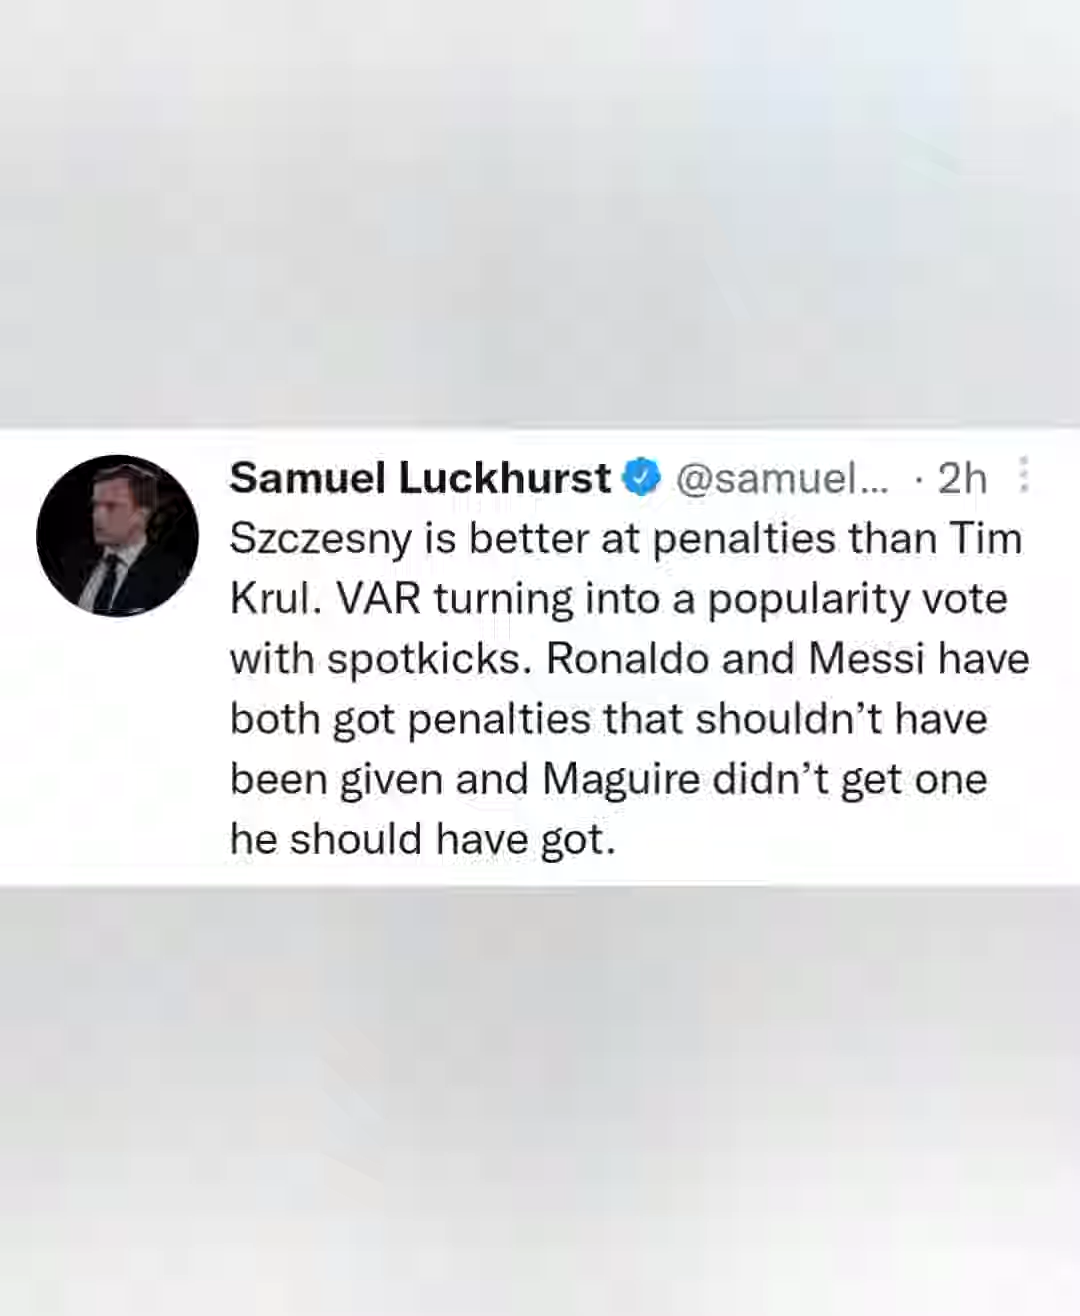 Samuel Luckhurst @samuel... · 2h
Szczesny is better at penalties than Tim
Krul. VAR turning into a popularity vote
with spotkicks. Ronaldo and Messi have
both got penalties that shouldn’t have
been given and Maguire didn’t get one
he should have got.